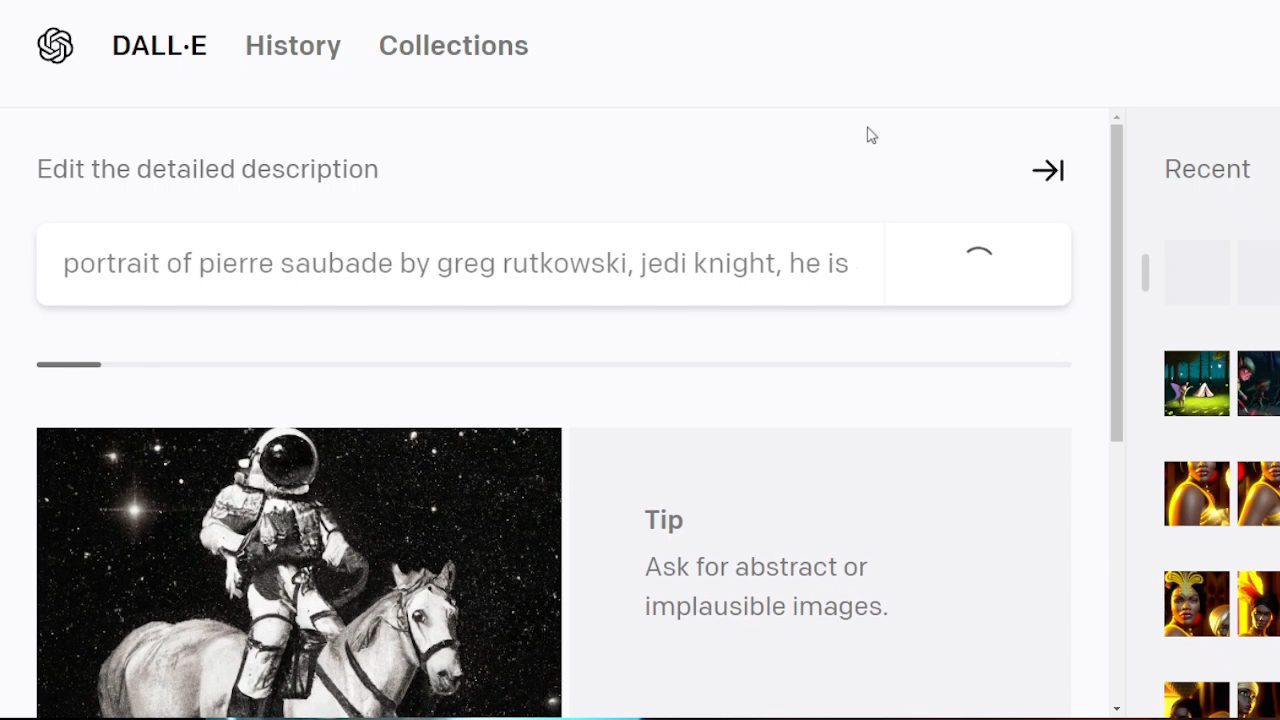 DALL·E History Collections
Edit the detailed description
Recent
portrait of pierre saubade by greg rutkowski, jedi knight, he is
Tip
Ask for abstract or
implausible images.